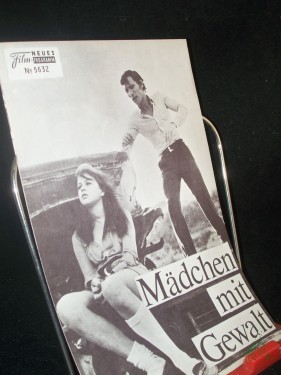 NEUES
Film PROGRAMM
Nr 5632
Mädchen
mit
Gewalt